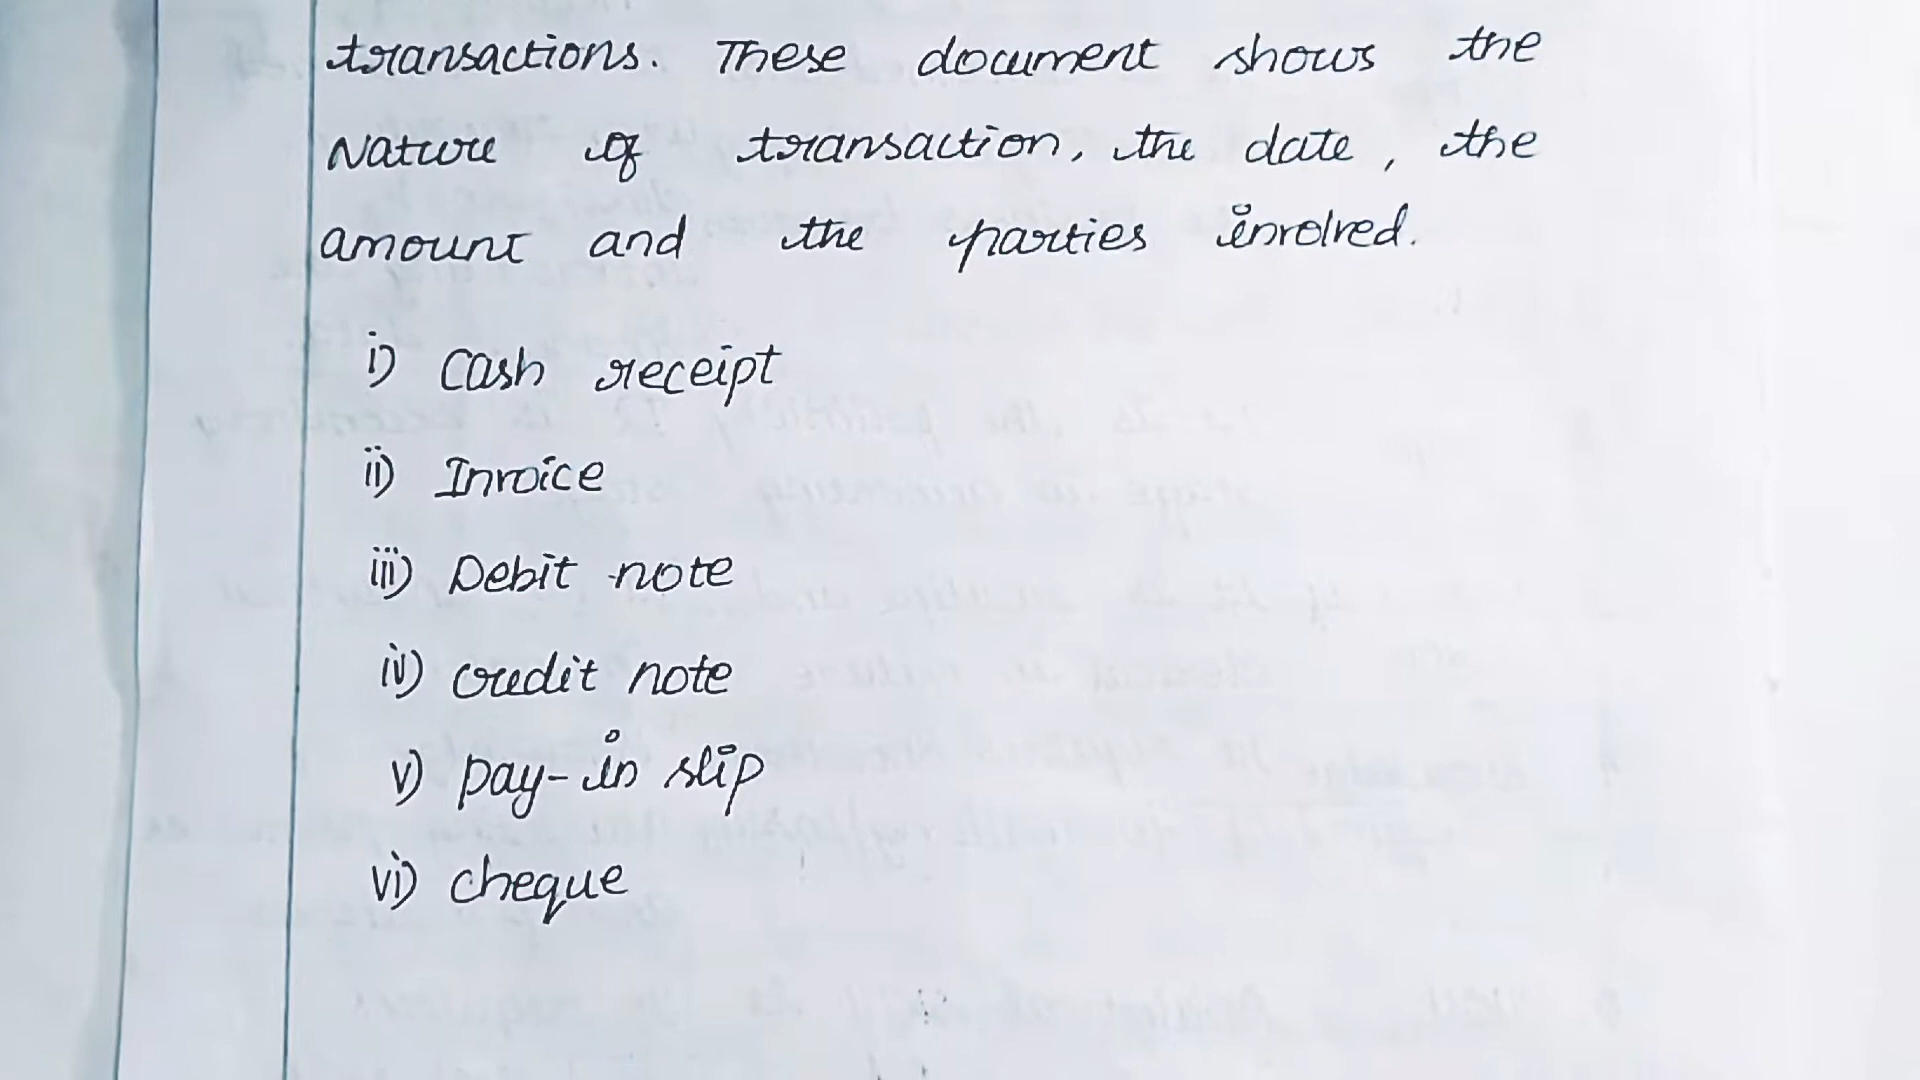 transactions. These document shows the
Nature of transaction, the date, the
amount and the parties involved.
i) Cash receipt
ii) Invoice
iii) Debit note
iv) credit note
v) pay-in slip
vi) cheque